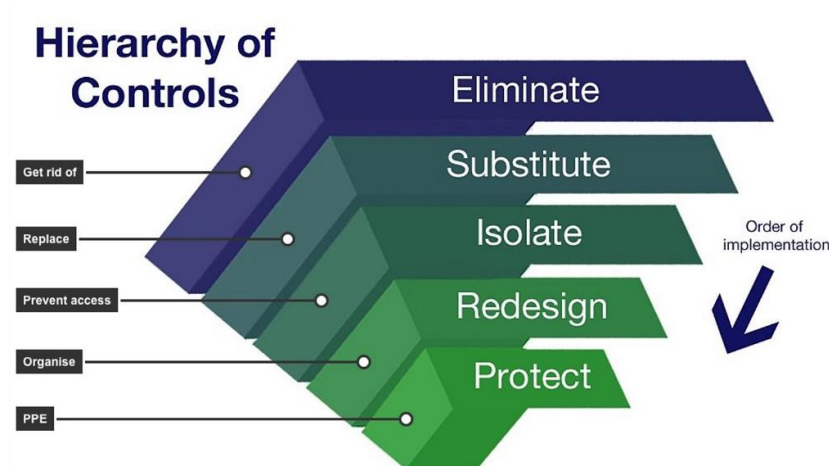 Hierarchy of
Controls
Eliminate
Get rid of
Substitute
Replace
Isolate
Order of
implementation
Prevent access
Redesign
Organise
Protect
PPE